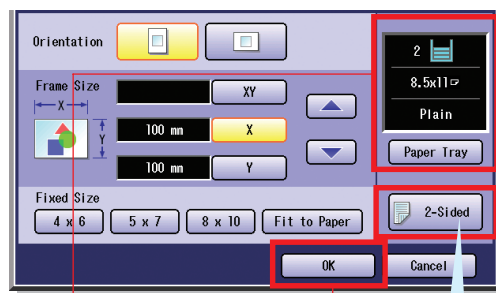 Orientation
2
8.5x11
Plain
Paper Tray
Frame Size
X
Y
XY
100 mm X
100 mm Y
Fixed Size
4 x 6 5 x 7 8 x 10 Fit to Paper
2-Sided
OK Cancel